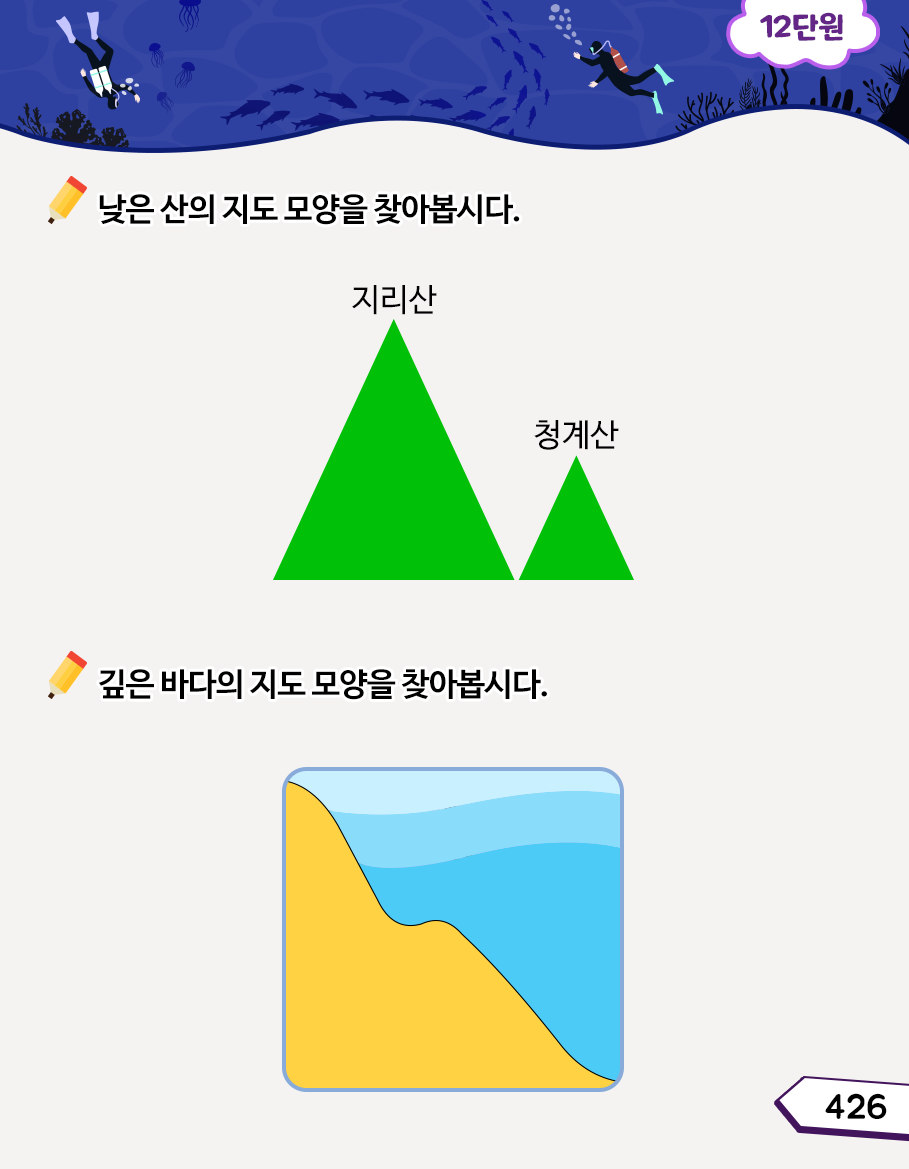 12단원
낮은 산의 지도 모양을 찾아봅시다.
지리산
청계산
깊은 바다의 지도 모양을 찾아봅시다.
426